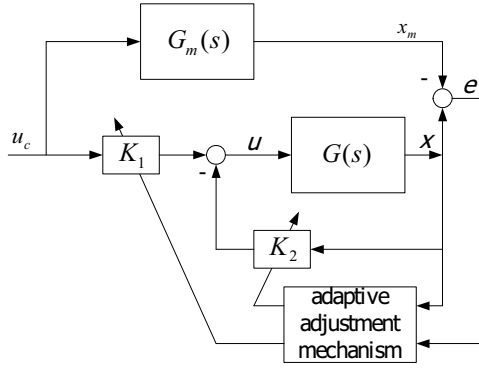 G_m(s)
x_m
-
e
u_c
K_1
u
G(s)
x
-
K_2
adaptive
adjustment
mechanism